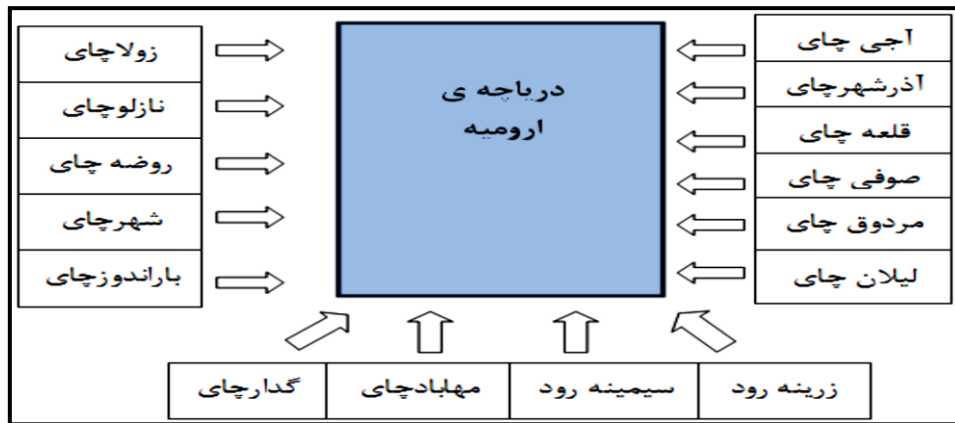 دریاچه ی
ارومیه
آجی چای
آذرشهرچای
قلعه چای
صوفی چای
مردوق چای
لیلان چای
زولاچای
نازلوچای
روضه چای
شهرچای
باراندوزچای
زرینه رود
سیمینه رود
مهابادچای
گدارچای